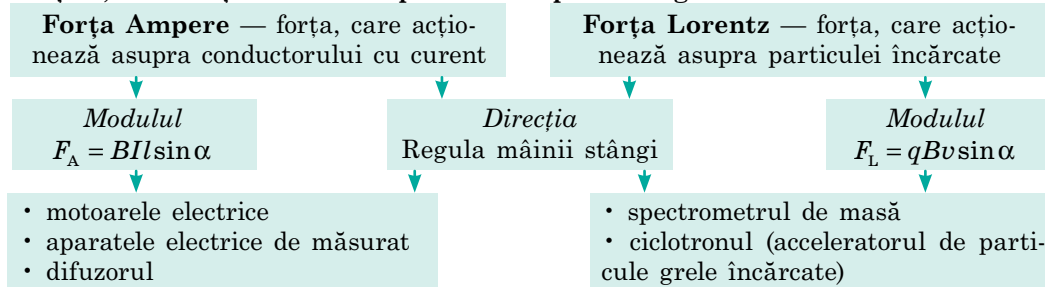 Forța Ampere — forța, care acțio-
nează asupra conductorului cu curent
Forța Lorentz — forța, care acțio-
nează asupra particulei încărcate
Modulul
F_A = BIl sin α
Direcția
Regula mâinii stângi
Modulul
F_L = qBv sin α
· motoarele electrice
· aparatele electrice de măsurat
· difuzorul
· spectrometrul de masă
· ciclotronul (acceleratorul de parti-
cule grele încărcate)